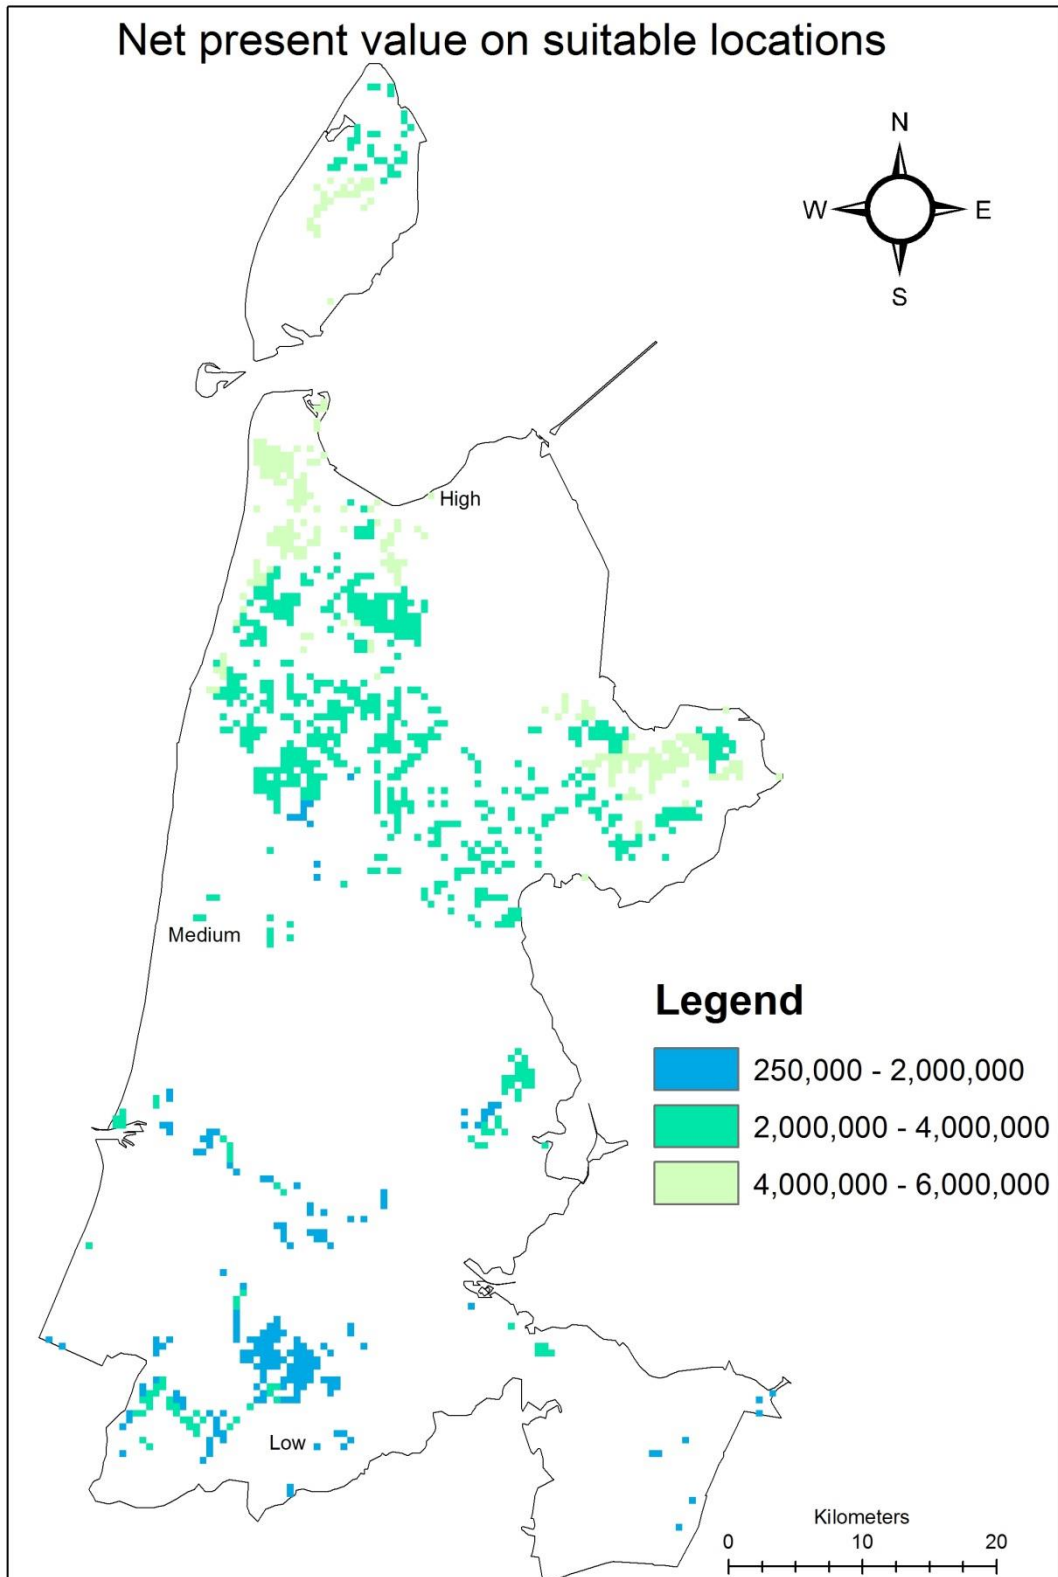 Net present value on suitable locations
N
W
E
S
High
Medium
Legend
250,000 - 2,000,000
2,000,000 - 4,000,000
4,000,000 - 6,000,000
Low
Kilometers
0 10 20